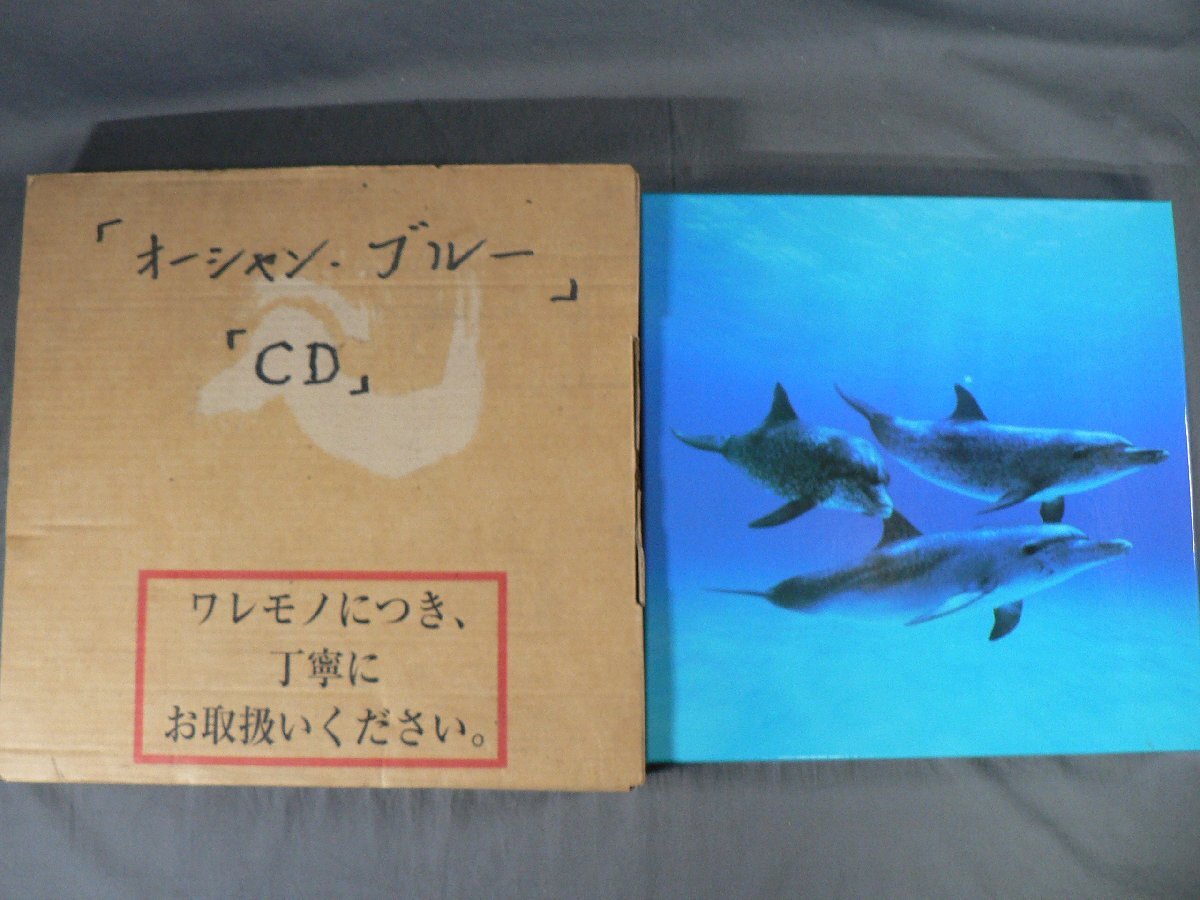 「オーシャン・ブルー」
「CD」
ワレモノにつき、
丁寧に
お取扱いください。